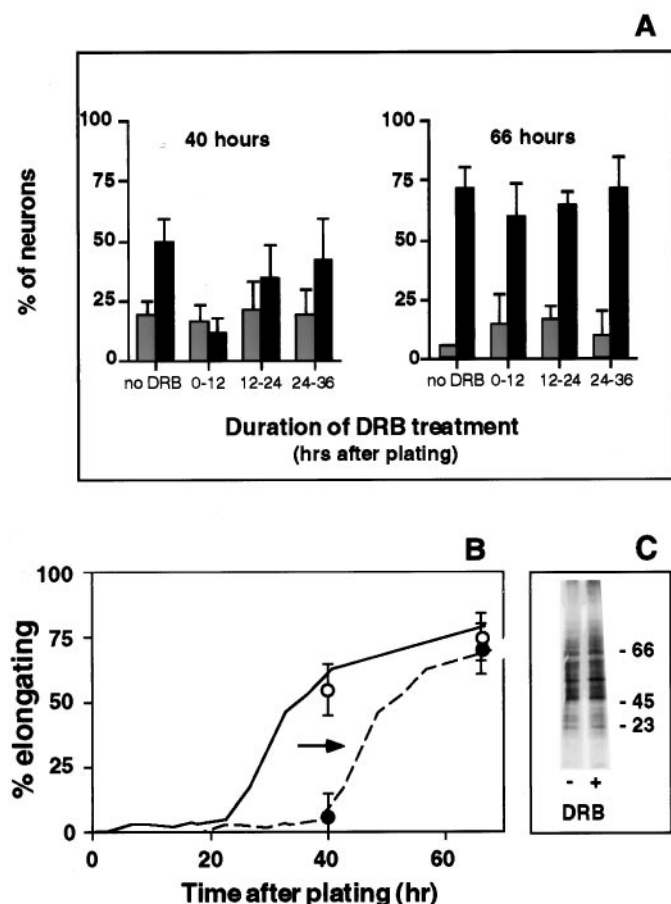 A
100
75
50
25
0
% of neurons
40 hours
no DRB 0-12 12-24 24-36
100
75
50
25
0
66 hours
no DRB 0-12 12-24 24-36
Duration of DRB treatment
(hrs after plating)
B
100
75
50
25
0
% elongating
0 20 40 60
Time after plating (hr)
C
- 66
- 45
- 23
- +
DRB